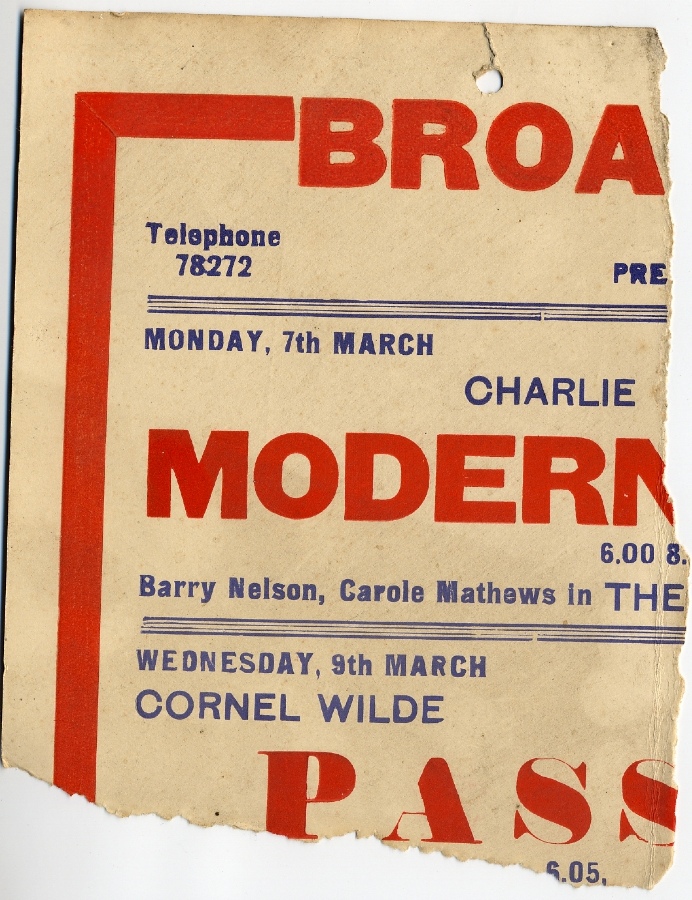 BROA
Telephone
78272
PRE
MONDAY, 7th MARCH
CHARLIE
MODERN
6.00 8.
Barry Nelson, Carole Mathews in THE
WEDNESDAY, 9th MARCH
CORNEL WILDE
PASS
6.05,